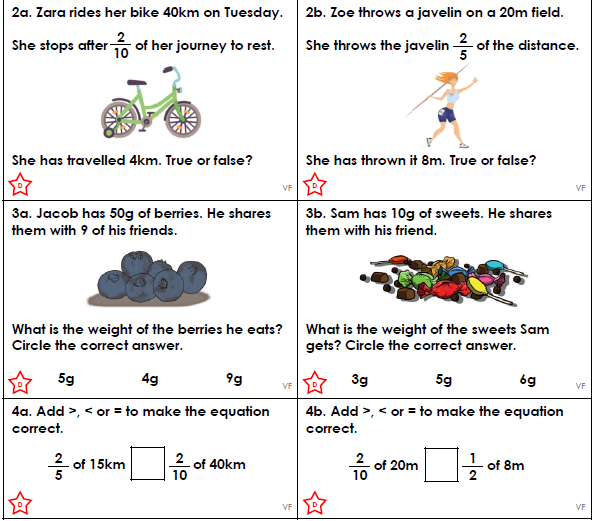 2a. Zara rides her bike 40km on Tuesday.
She stops after 2/10 of her journey to rest.
She has travelled 4km. True or false?
D
VF
2b. Zoe throws a javelin on a 20m field.
She throws the javelin 2/5 of the distance.
She has thrown it 8m. True or false?
D
VF
3a. Jacob has 50g of berries. He shares
them with 9 of his friends.
What is the weight of the berries he eats?
Circle the correct answer.
5g 4g 9g
D
VF
3b. Sam has 10g of sweets. He shares
them with his friend.
What is the weight of the sweets Sam
gets? Circle the correct answer.
3g 5g 6g
D
VF
4a. Add >, < or = to make the equation
correct.
2/5 of 15km 2/10 of 40km
D
VF
4b. Add >, < or = to make the equation
correct.
2/10 of 20m 1/2 of 8m
D
VF